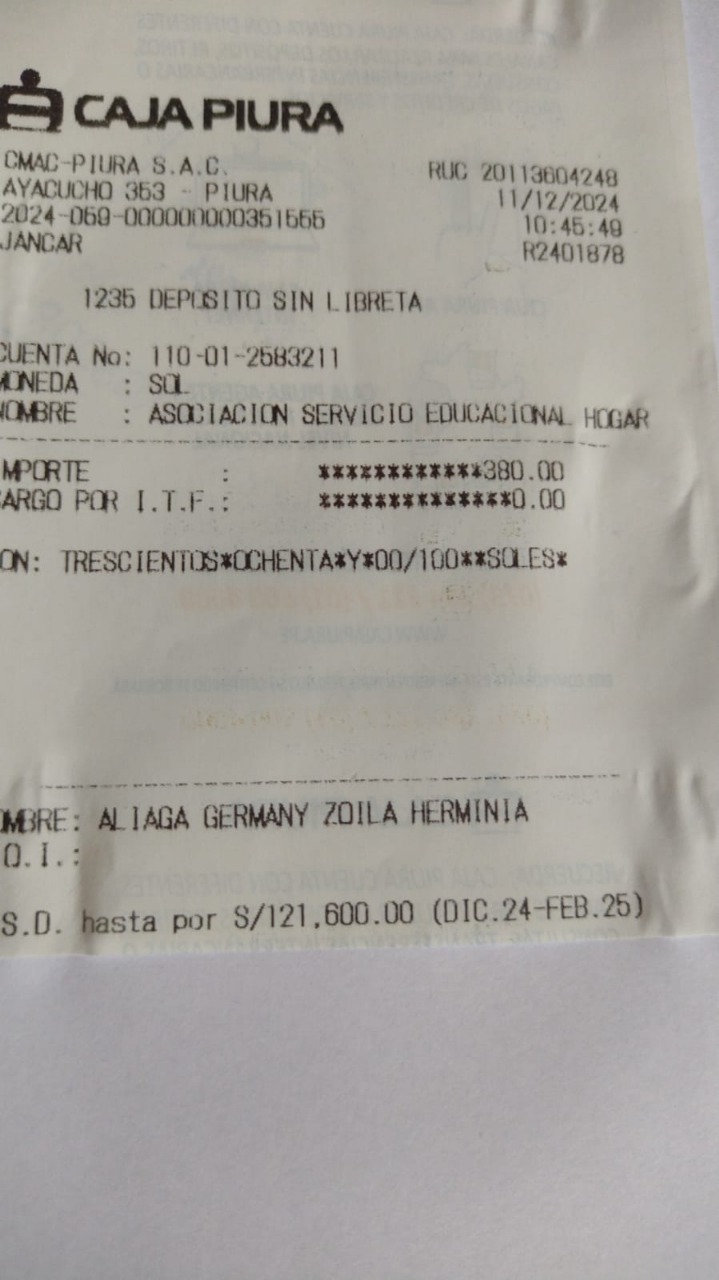 CAJA PIURA
CMAC-PIURA S.A.C. RUC 20113604248
AYACUCHO 353 - PIURA 11/12/2024
2024-059-000000000351555 10:45:49
JANCAR R2401878
1235 DEPOSITO SIN LIBRETA
CUENTA No: 110-01-2583211
MONEDA : SOL
NOMBRE : ASOCIACION SERVICIO EDUCACIONAL HOGAR
IMPORTE : ************380.00
CARGO POR I.T.F.: **************0.00
ON: TRESCIENTOS*OCHENTA*Y*00/100**SOLES*
OMBRE: ALIAGA GERMANY ZOILA HERMINIA
O.I.:
S.D. hasta por S/121,600.00 (DIC.24-FEB.25)